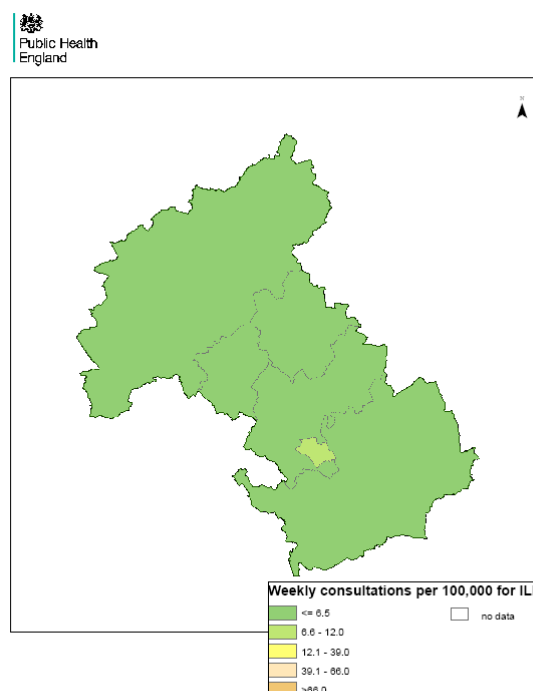 Public Health
England
N
Weekly consultations per 100,000 for IL
<= 6.5
no data
6.6 - 12.0
12.1 - 39.0
39.1 - 66.0
>66.0